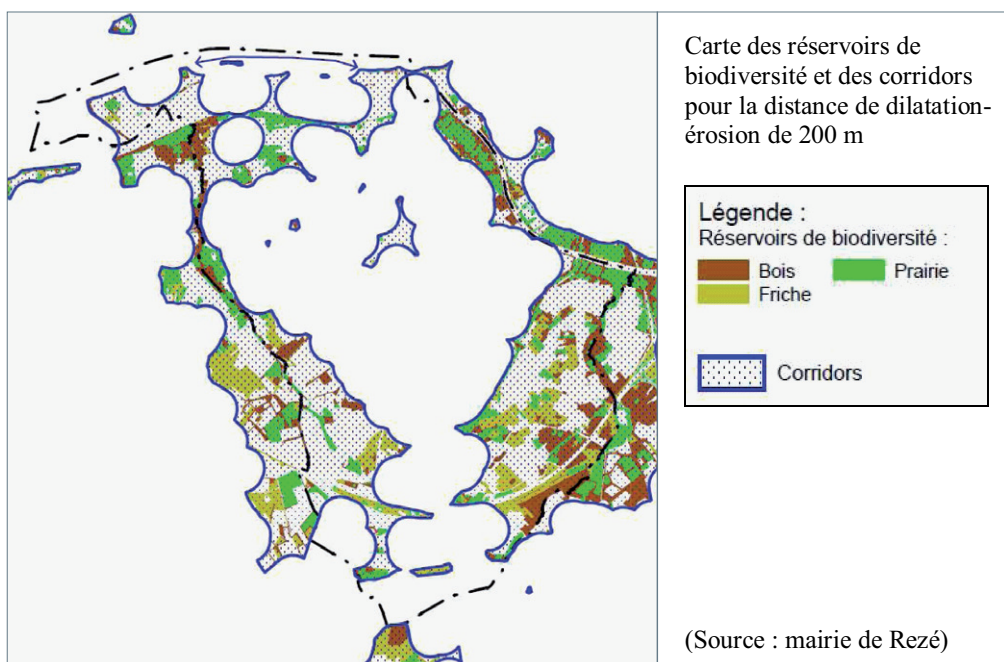 Carte des réservoirs de
biodiversité et des corridors
pour la distance de dilatation-
érosion de 200 m
Légende :
Réservoirs de biodiversité :
Bois
Prairie
Friche
Corridors
(Source : mairie de Rezé)